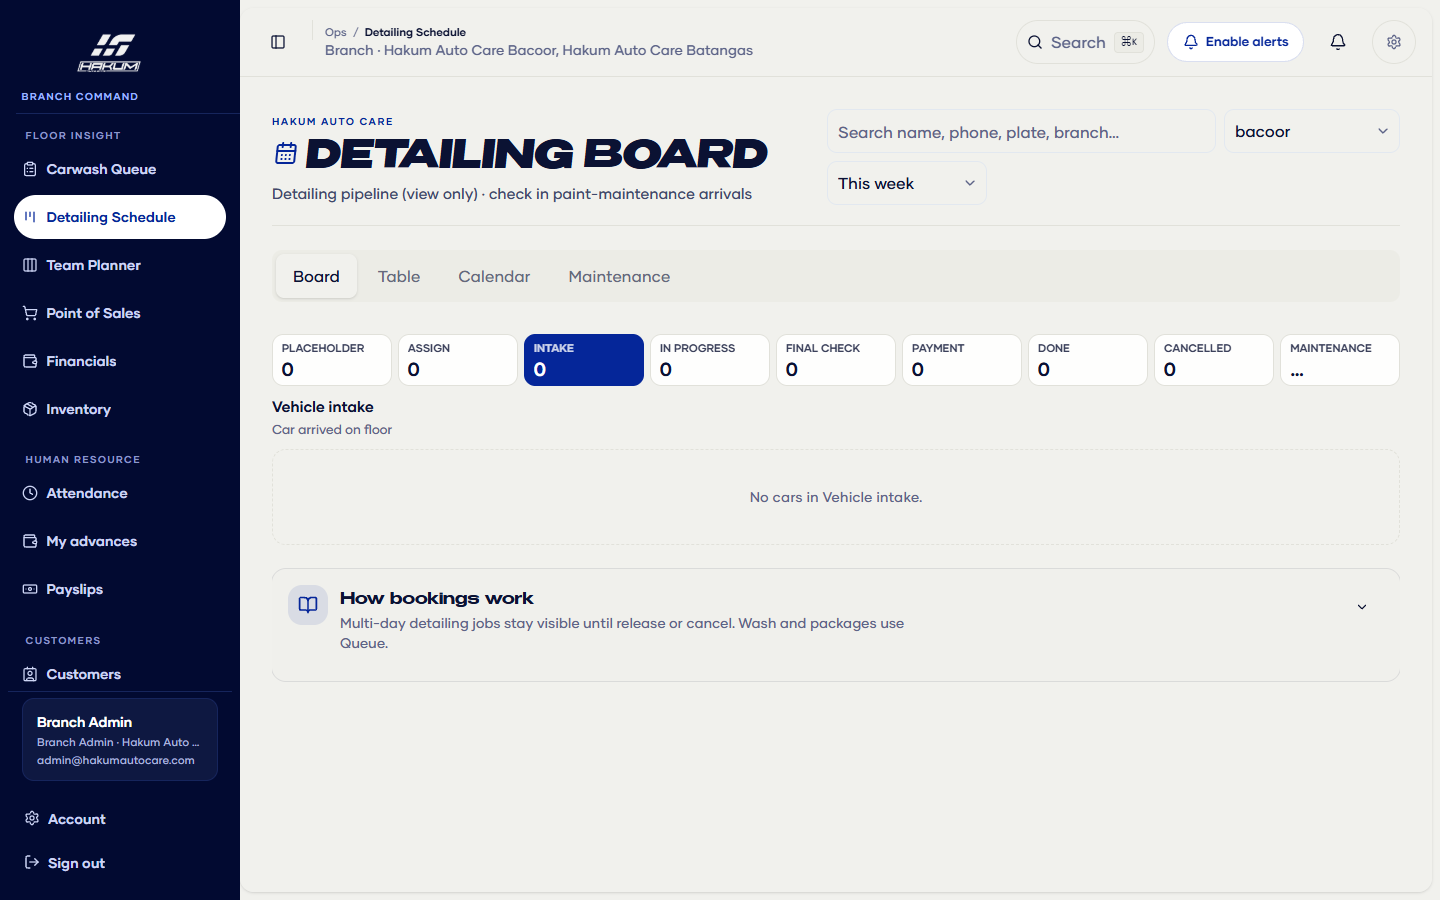 HAKUM
BRANCH COMMAND
FLOOR INSIGHT
Carwash Queue
Detailing Schedule
Team Planner
Point of Sales
Financials
Inventory
HUMAN RESOURCE
Attendance
My advances
Payslips
CUSTOMERS
Customers
Branch Admin
Branch Admin · Hakum Auto ...
admin@hakumautocare.com
Account
Sign out
Ops / Detailing Schedule
Branch · Hakum Auto Care Bacoor, Hakum Auto Care Batangas
Search ⌘K
Enable alerts
HAKUM AUTO CARE
DETAILING BOARD
Detailing pipeline (view only) · check in paint-maintenance arrivals
Search name, phone, plate, branch...
bacoor
This week
Board Table Calendar Maintenance
PLACEHOLDER ASSIGN INTAKE IN PROGRESS FINAL CHECK PAYMENT DONE CANCELLED MAINTENANCE
0 0 0 0 0 0 0 0 ...
Vehicle intake
Car arrived on floor
No cars in Vehicle intake.
How bookings work
Multi-day detailing jobs stay visible until release or cancel. Wash and packages use
Queue.